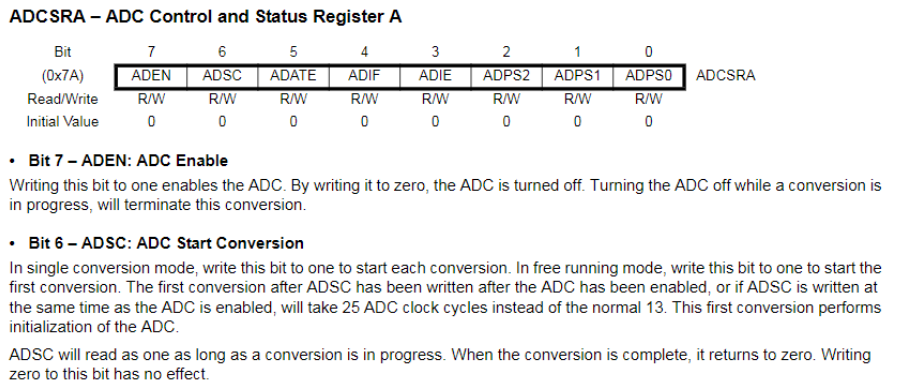 ADCSRA – ADC Control and Status Register A
Bit 7 6 5 4 3 2 1 0
(0x7A) ADEN ADSC ADATE ADIF ADIE ADPS2 ADPS1 ADPS0 ADCSRA
Read/Write R/W R/W R/W R/W R/W R/W R/W R/W
Initial Value 0 0 0 0 0 0 0 0
• Bit 7 – ADEN: ADC Enable
Writing this bit to one enables the ADC. By writing it to zero, the ADC is turned off. Turning the ADC off while a conversion is
in progress, will terminate this conversion.
• Bit 6 – ADSC: ADC Start Conversion
In single conversion mode, write this bit to one to start each conversion. In free running mode, write this bit to one to start the
first conversion. The first conversion after ADSC has been written after the ADC has been enabled, or if ADSC is written at
the same time as the ADC is enabled, will take 25 ADC clock cycles instead of the normal 13. This first conversion performs
initialization of the ADC.
ADSC will read as one as long as a conversion is in progress. When the conversion is complete, it returns to zero. Writing
zero to this bit has no effect.